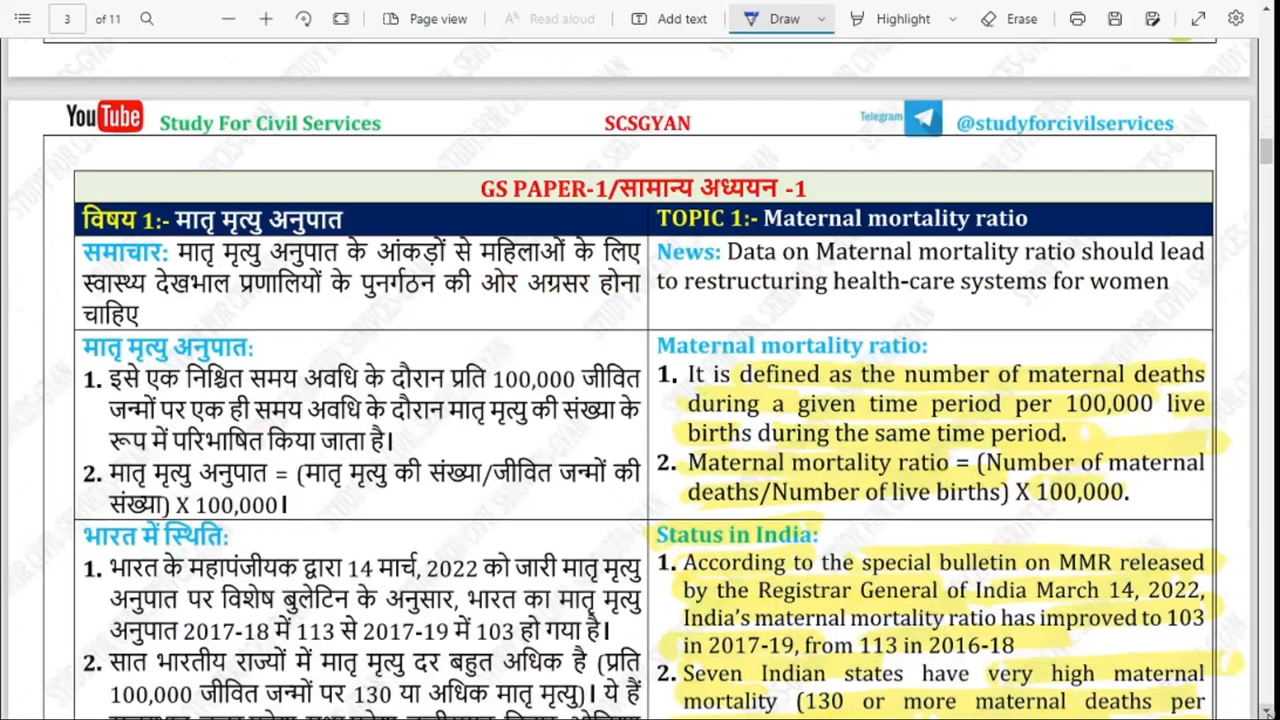 3 of 11 Page view Read aloud Add text Draw Highlight Erase
YouTube Study For Civil Services SCSGYAN Telegram @studyforcivilservices
GS PAPER-1/सामान्य अध्ययन -1
विषय 1:- मातृ मृत्यु अनुपात
समाचार: मातृ मृत्यु अनुपात के आंकड़ों से महिलाओं के लिए
स्वास्थ्य देखभाल प्रणालियों के पुनर्गठन की ओर अग्रसर होना
चाहिए
मातृ मृत्यु अनुपात:
1. इसे एक निश्चित समय अवधि के दौरान प्रति 100,000 जीवित
जन्मों पर एक ही समय अवधि के दौरान मातृ मृत्यु की संख्या के
रूप में परिभाषित किया जाता है।
2. मातृ मृत्यु अनुपात = (मातृ मृत्यु की संख्या/जीवित जन्मों की
संख्या) X 100,000।
भारत में स्थिति:
1. भारत के महापंजीयक द्वारा 14 मार्च, 2022 को जारी मातृ मृत्यु
अनुपात पर विशेष बुलेटिन के अनुसार, भारत का मातृ मृत्यु
अनुपात 2017-18 में 113 से 2017-19 में 103 हो गया है।
2. सात भारतीय राज्यों में मातृ मृत्यु दर बहुत अधिक है (प्रति
100,000 जीवित जन्मों पर 130 या अधिक मातृ मृत्यु)। ये हैं
TOPIC 1:- Maternal mortality ratio
News: Data on Maternal mortality ratio should lead
to restructuring health-care systems for women
Maternal mortality ratio:
1. It is defined as the number of maternal deaths
during a given time period per 100,000 live
births during the same time period.
2. Maternal mortality ratio = (Number of maternal
deaths/Number of live births) X 100,000.
Status in India:
1. According to the special bulletin on MMR released
by the Registrar General of India March 14, 2022,
India's maternal mortality ratio has improved to 103
in 2017-19, from 113 in 2016-18
2. Seven Indian states have very high maternal
mortality (130 or more maternal deaths per